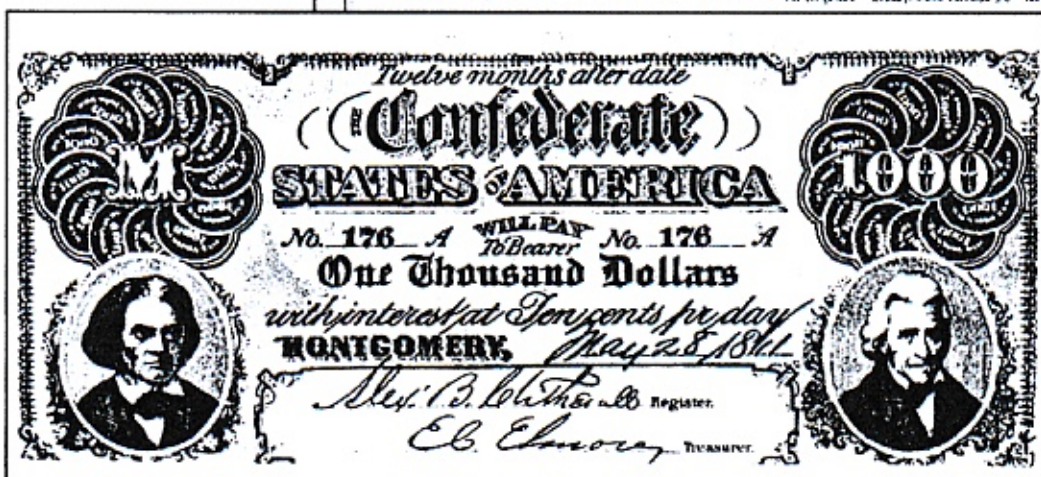 Twelve months after date
THE Confederate
STATES OF AMERICA
M
1000
No. 176 A WILL PAY To Bearer No. 176 A
One Thousand Dollars
with interest at Ten cents pr day
MONTGOMERY, May 28, 1861
Alex. B. Clitherall Register.
E. C. Elmore Treasurer.